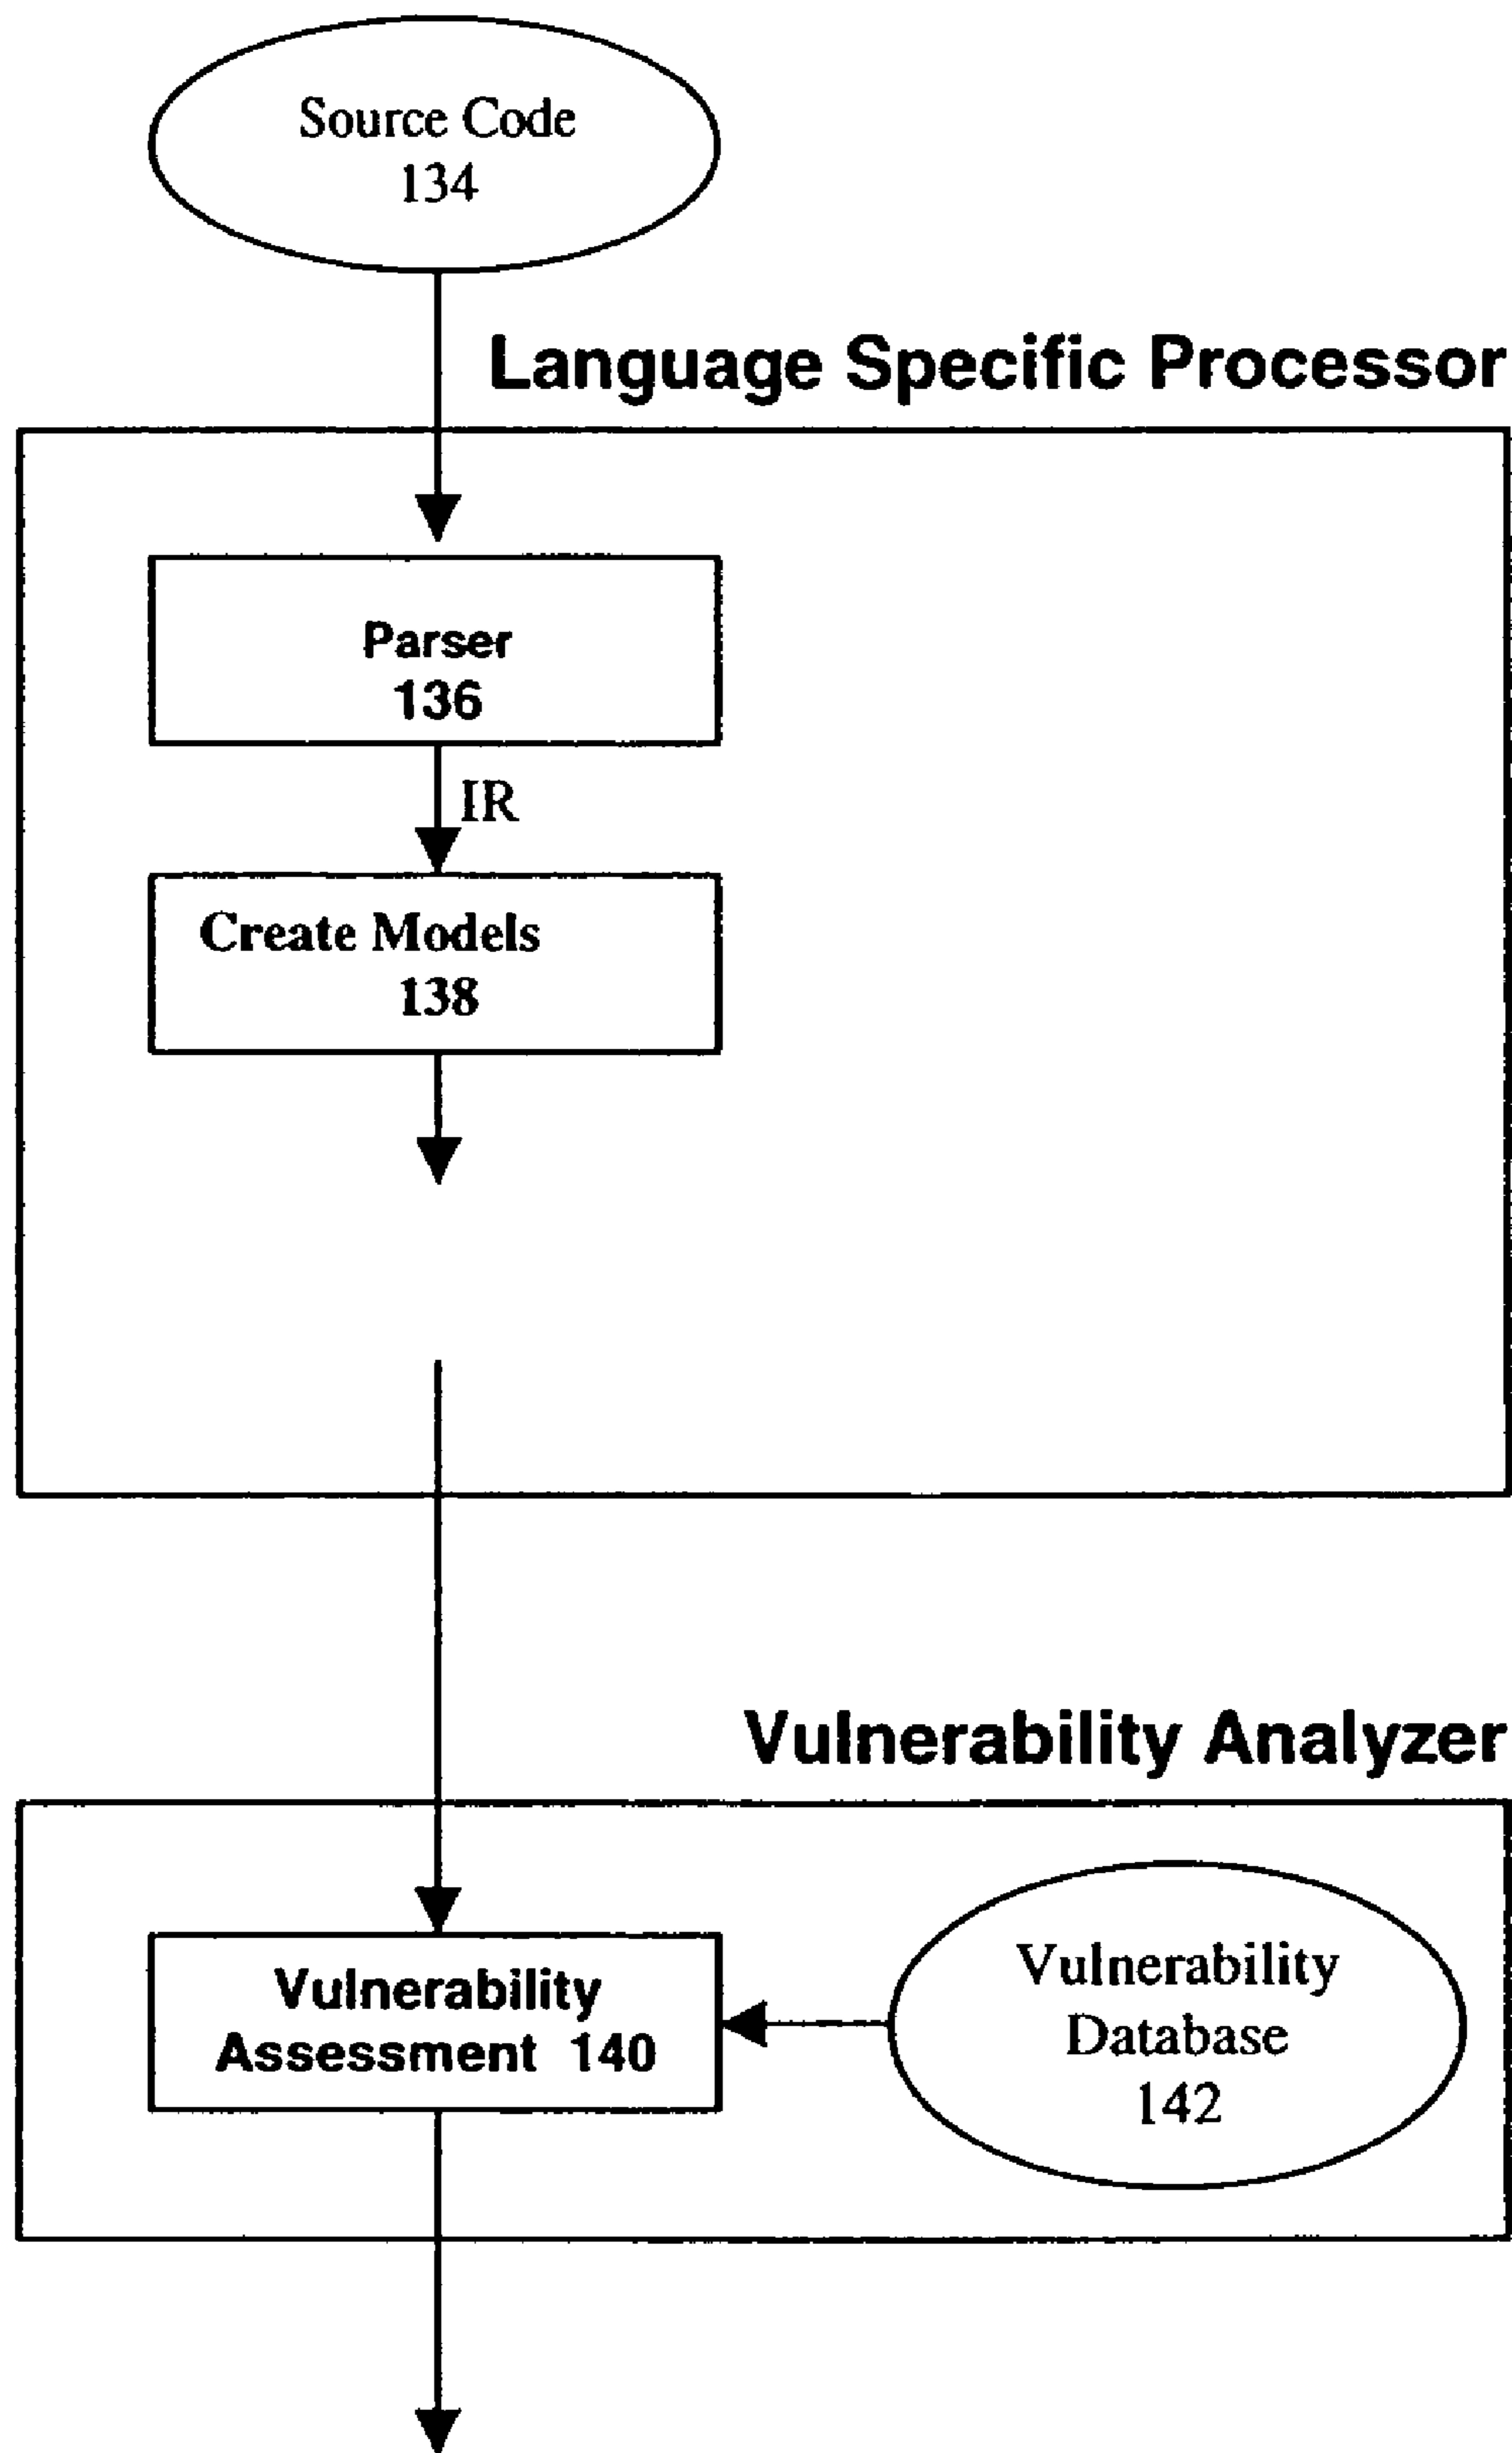 Source Code
134
Language Specific Processor
Parser
136
IR
Create Models
138
Vulnerability Analyzer
Vulnerability
Assessment 140
Vulnerability
Database
142